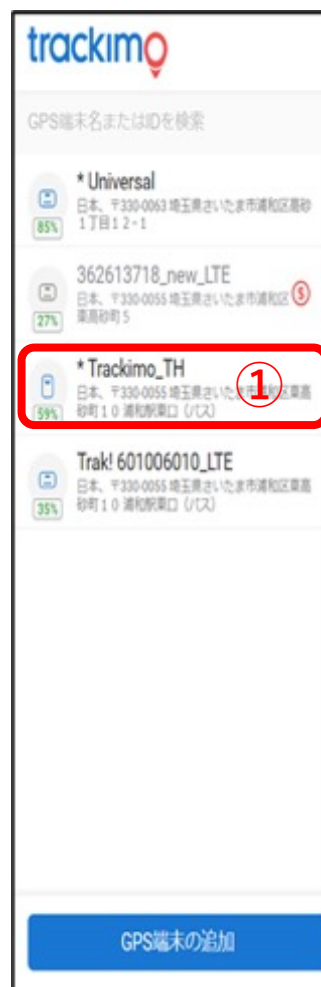 trackimo
GPS端末名またはIDを検索
* Universal
日本、〒330-0063 埼玉県さいたま市浦和区高砂
1丁目12-1
85%
362613718_new_LTE
日本、〒330-0055 埼玉県さいたま市浦和区
東高砂町5
$
27%
* Trackimo_TH
日本、〒330-0055 埼玉県さいたま市浦和区東高
砂町10 浦和駅東口 (バス)
①
59%
Trak! 601006010_LTE
日本、〒330-0055 埼玉県さいたま市浦和区東高
砂町10 浦和駅東口 (バス)
35%
GPS端末の追加